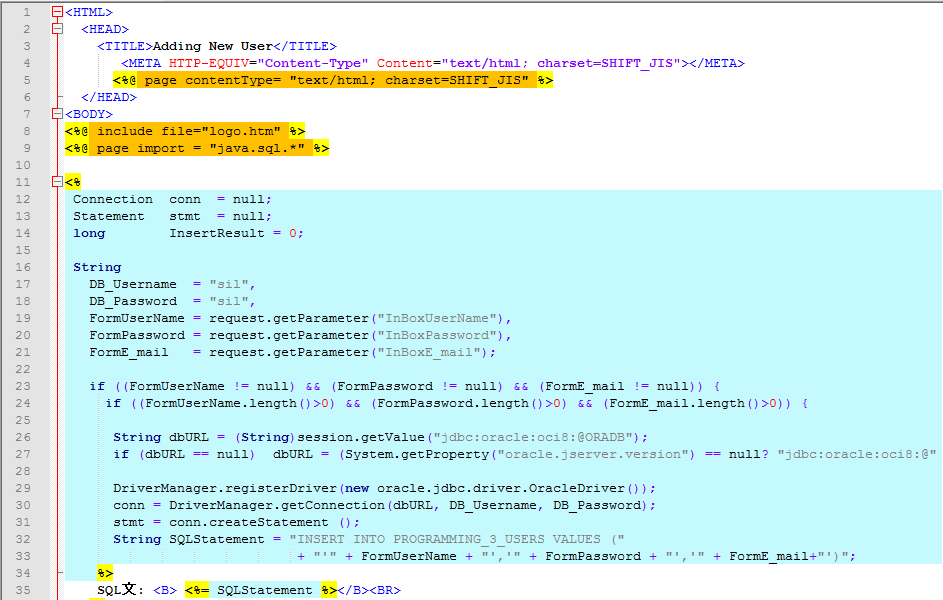 1 <HTML>
2 <HEAD>
3 <TITLE>Adding New User</TITLE>
4 <META HTTP-EQUIV="Content-Type" Content="text/html; charset=SHIFT_JIS"></META>
5 <%@ page contentType= "text/html; charset=SHIFT_JIS" %>
6 </HEAD>
7 <BODY>
8 <%@ include file="logo.htm" %>
9 <%@ page import = "java.sql.*" %>
10
11 <%
12 Connection conn = null;
13 Statement stmt = null;
14 long InsertResult = 0;
15
16 String
17 DB_Username = "sil",
18 DB_Password = "sil",
19 FormUserName = request.getParameter("InBoxUserName"),
20 FormPassword = request.getParameter("InBoxPassword"),
21 FormE_mail = request.getParameter("InBoxE_mail");
22
23 if ((FormUserName != null) && (FormPassword != null) && (FormE_mail != null)) {
24 if ((FormUserName.length()>0) && (FormPassword.length()>0) && (FormE_mail.length()>0)) {
25
26 String dbURL = (String)session.getValue("jdbc:oracle:oci8:@ORADB");
27 if (dbURL == null) dbURL = (System.getProperty("oracle.jserver.version") == null? "jdbc:oracle:oci8:@"
28
29 DriverManager.registerDriver(new oracle.jdbc.driver.OracleDriver());
30 conn = DriverManager.getConnection(dbURL, DB_Username, DB_Password);
31 stmt = conn.createStatement ();
32 String SQLStatement = "INSERT INTO PROGRAMMING_3_USERS VALUES ("
33 + "'" + FormUserName + "','" + FormPassword + "','" + FormE_mail+"')";
34 %>
35 SQL文: <B> <%= SQLStatement %></B><BR>